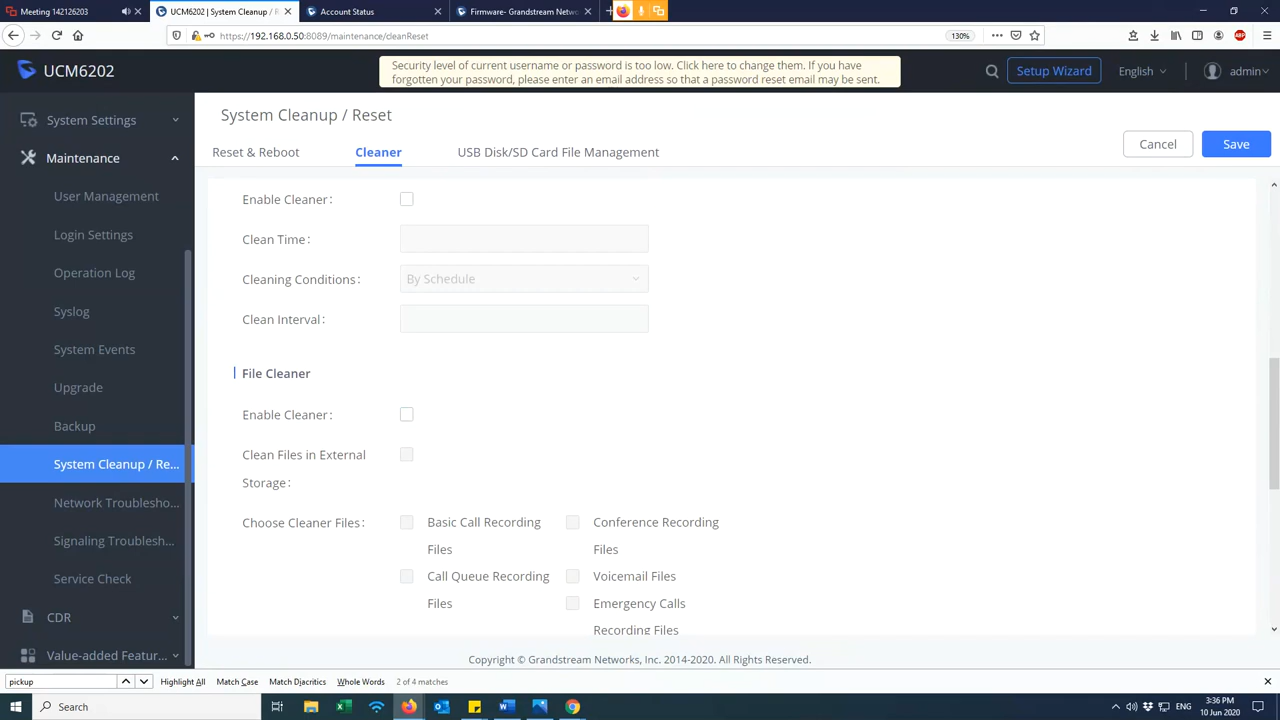 Meeting 142126203
UCM6202 | System Cleanup / R
Account Status
Firmware- Grandstream Netwo
https://192.168.0.50:8089/maintenance/cleanReset
130%
ABP
UCM6202
Security level of current username or password is too low. Click here to change them. If you have
forgotten your password, please enter an email address so that a password reset email may be sent.
Setup Wizard
English
admin
System Settings
Maintenance
User Management
Login Settings
Operation Log
Syslog
System Events
Upgrade
Backup
System Cleanup / Re...
Network Troublesho...
Signaling Troublesh...
Service Check
CDR
Value-added Featur...
System Cleanup / Reset
Reset & Reboot
Cleaner
USB Disk/SD Card File Management
Cancel
Save
Enable Cleaner:
Clean Time:
Cleaning Conditions:
By Schedule
Clean Interval:
File Cleaner
Enable Cleaner:
Clean Files in External
Storage:
Choose Cleaner Files:
Basic Call Recording
Files
Conference Recording
Files
Call Queue Recording
Files
Voicemail Files
Emergency Calls
Recording Files
Copyright © Grandstream Networks, Inc. 2014-2020. All Rights Reserved.
pickup
Highlight All
Match Case
Match Diacritics
Whole Words
2 of 4 matches
Search
3:36 PM
10 Jun 2020